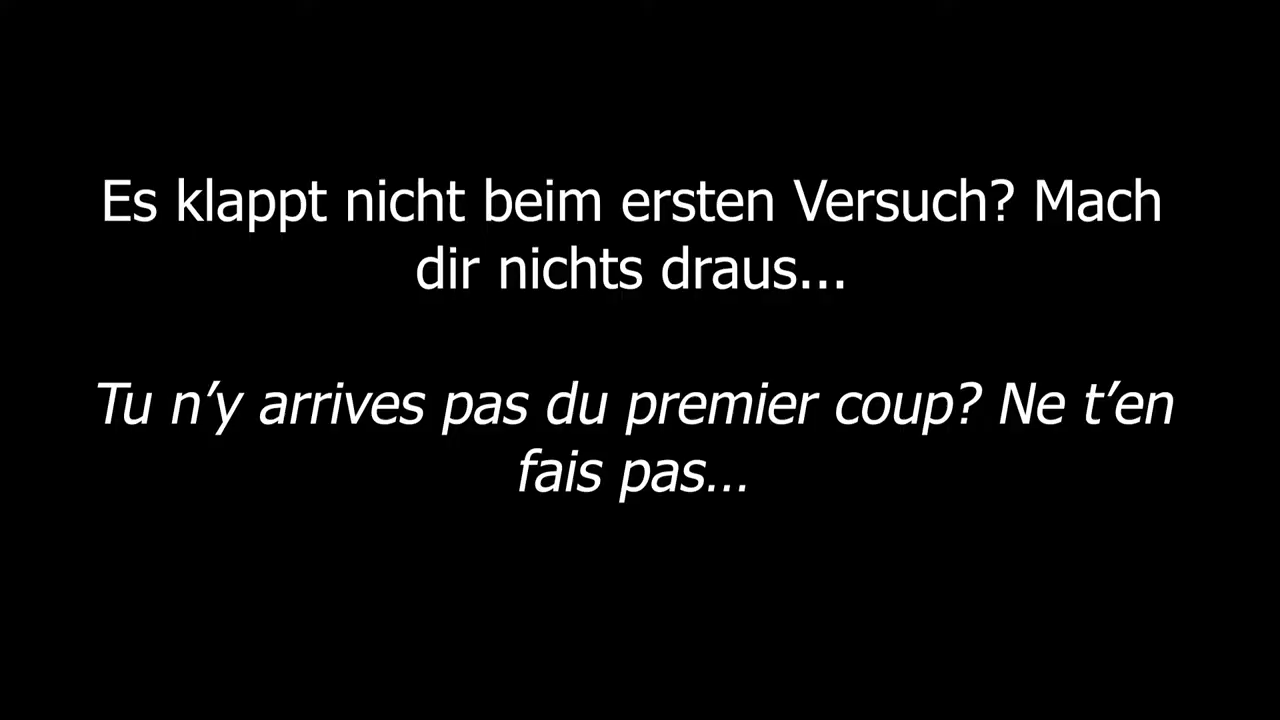 Es klappt nicht beim ersten Versuch? Mach
dir nichts draus...
Tu n’y arrives pas du premier coup? Ne t’en
fais pas…